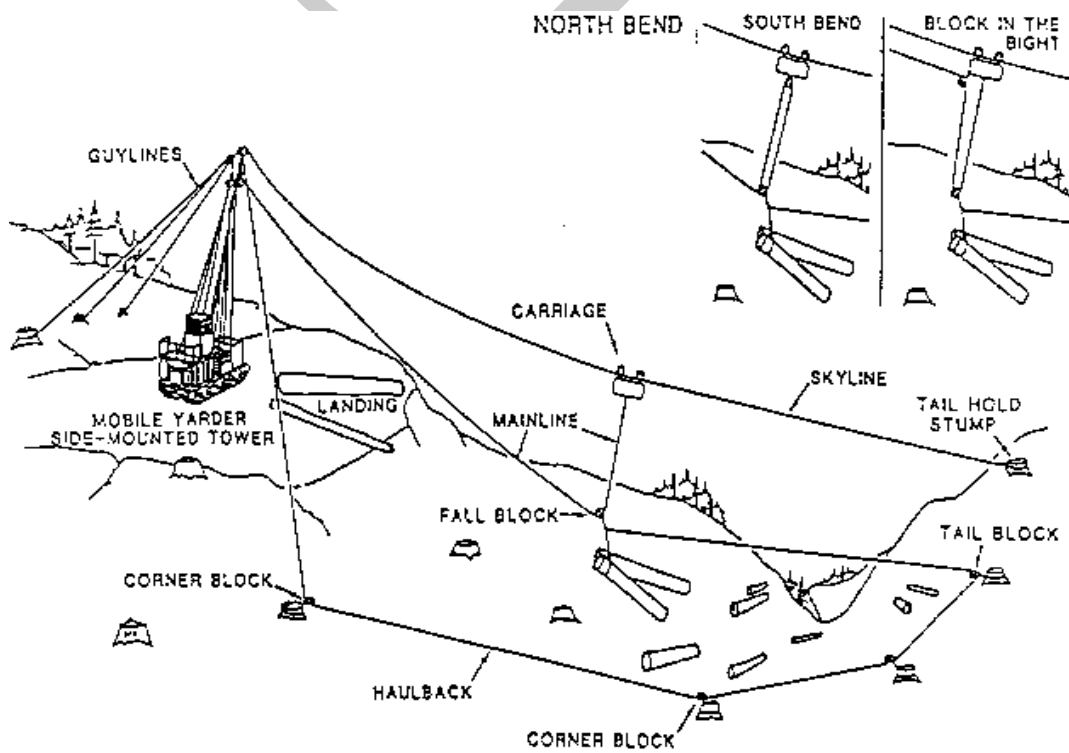 NORTH BEND
SOUTH BEND
BLOCK IN THE
BIGHT
GUYLINES
CARRIAGE
SKYLINE
TAIL HOLD
STUMP
LANDING
MAINLINE
MOBILE YARDER
SIDE-MOUNTED TOWER
FALL BLOCK
TAIL BLOCK
CORNER BLOCK
HAULBACK
CORNER BLOCK